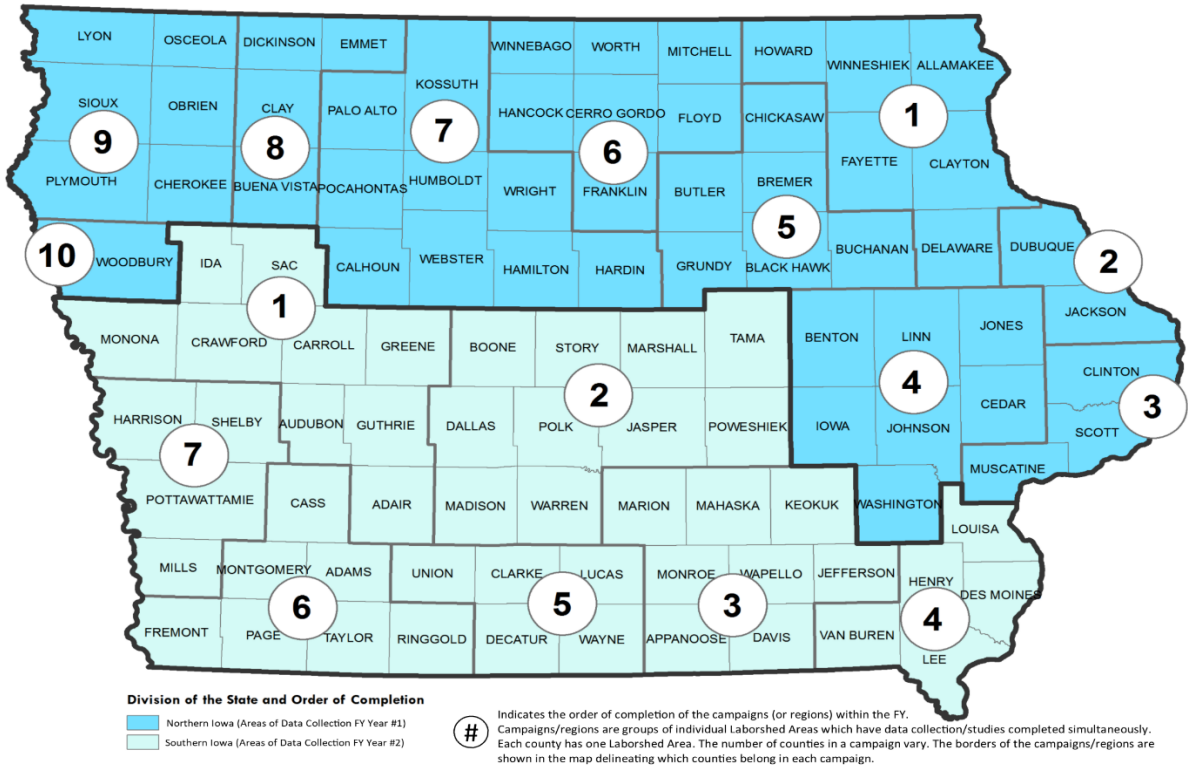 LYON
OSCEOLA
DICKINSON
EMMET
KOSSUTH
WINNEBAGO
WORTH
MITCHELL
HOWARD
WINNESHIEK
ALLAMAKEE
SIOUX
OBRIEN
CLAY
PALO ALTO
HANCOCK
CERRO GORDO
FLOYD
CHICKASAW
9
8
7
6
1
PLYMOUTH
CHEROKEE
BUENA VISTA
POCAHONTAS
HUMBOLDT
WRIGHT
FRANKLIN
BUTLER
BREMER
FAYETTE
CLAYTON
10
WOODBURY
IDA
SAC
CALHOUN
WEBSTER
HAMILTON
HARDIN
GRUNDY
5
BLACK HAWK
BUCHANAN
DELAWARE
DUBUQUE
2
1
MONONA
CRAWFORD
CARROLL
GREENE
BOONE
STORY
MARSHALL
TAMA
BENTON
LINN
JONES
JACKSON
2
4
CLINTON
3
HARRISON
SHELBY
AUDUBON
GUTHRIE
DALLAS
POLK
JASPER
POWESHIEK
IOWA
JOHNSON
CEDAR
SCOTT
7
MUSCATINE
POTTAWATTAMIE
CASS
ADAIR
MADISON
WARREN
MARION
MAHASKA
KEOKUK
WASHINGTON
LOUISA
MILLS
MONTGOMERY
ADAMS
UNION
CLARKE
LUCAS
MONROE
WAPELLO
JEFFERSON
HENRY
DES MOINES
6
5
3
4
FREMONT
PAGE
TAYLOR
RINGGOLD
DECATUR
WAYNE
APPANOOSE
DAVIS
VAN BUREN
LEE
Division of the State and Order of Completion
Northern Iowa (Areas of Data Collection FY Year #1)
Southern Iowa (Areas of Data Collection FY Year #2)
#
Indicates the order of completion of the campaigns (or regions) within the FY.
Campaigns/regions are groups of individual Laborshed Areas which have data collection/studies completed simultaneously.
Each county has one Laborshed Area. The number of counties in a campaign vary. The borders of the campaigns/regions are
shown in the map delineating which counties belong in each campaign.